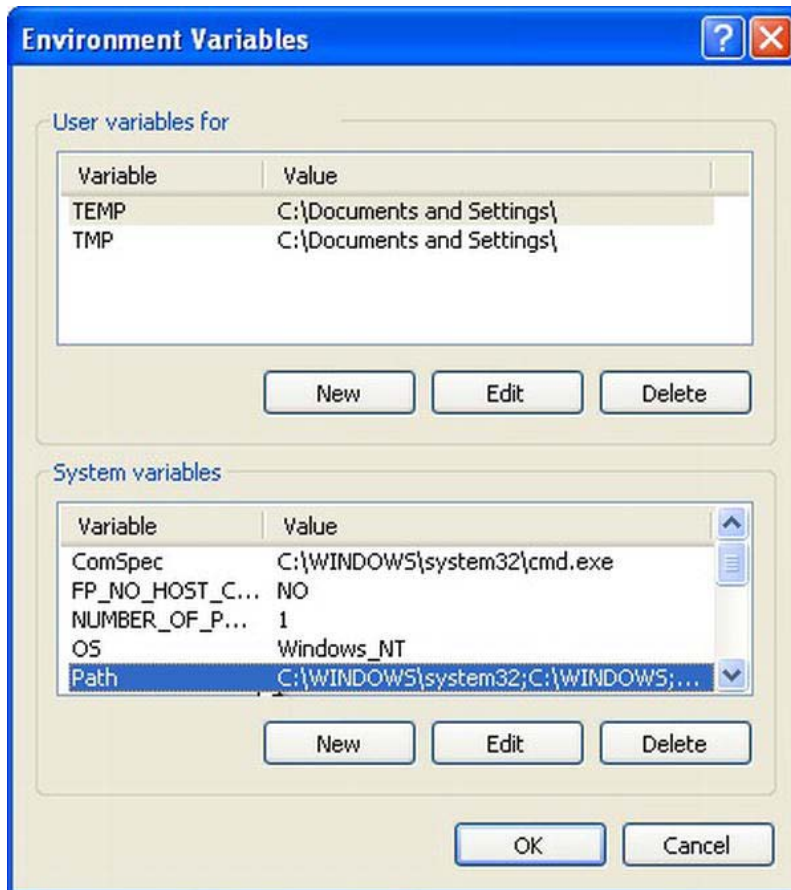 Environment Variables
User variables for
Variable Value
TEMP C:\Documents and Settings\
TMP C:\Documents and Settings\
New Edit Delete
System variables
Variable Value
ComSpec C:\WINDOWS\system32\cmd.exe
FP_NO_HOST_C... NO
NUMBER_OF_P... 1
OS Windows_NT
Path C:\WINDOWS\system32;C:\WINDOWS;...
New Edit Delete
OK Cancel